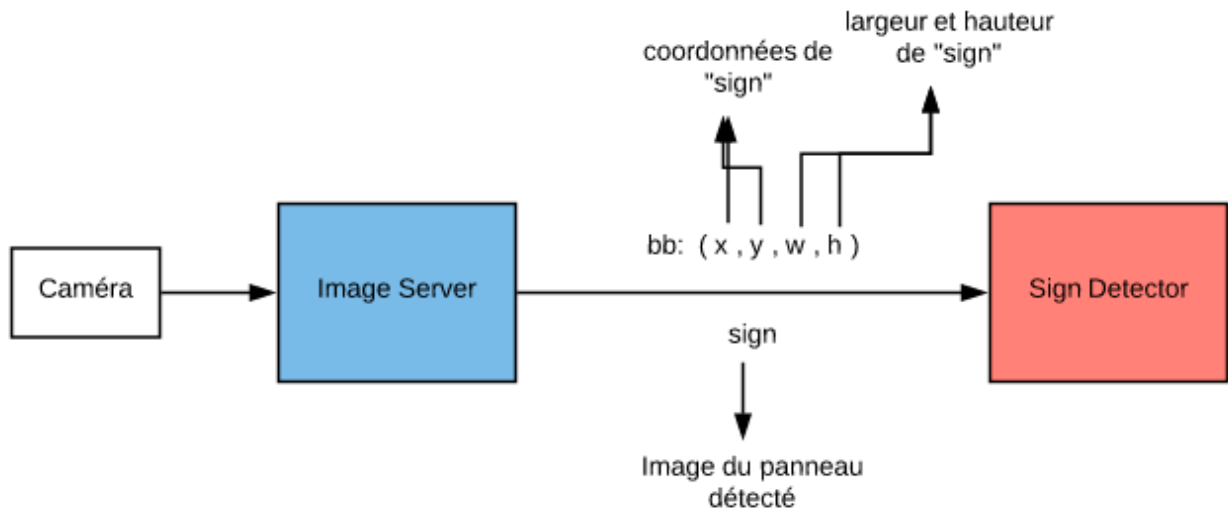 largeur et hauteur
de "sign"
coordonnées de
"sign"
bb: ( x , y , w , h )
Caméra
Image Server
Sign Detector
sign
Image du panneau
détecté